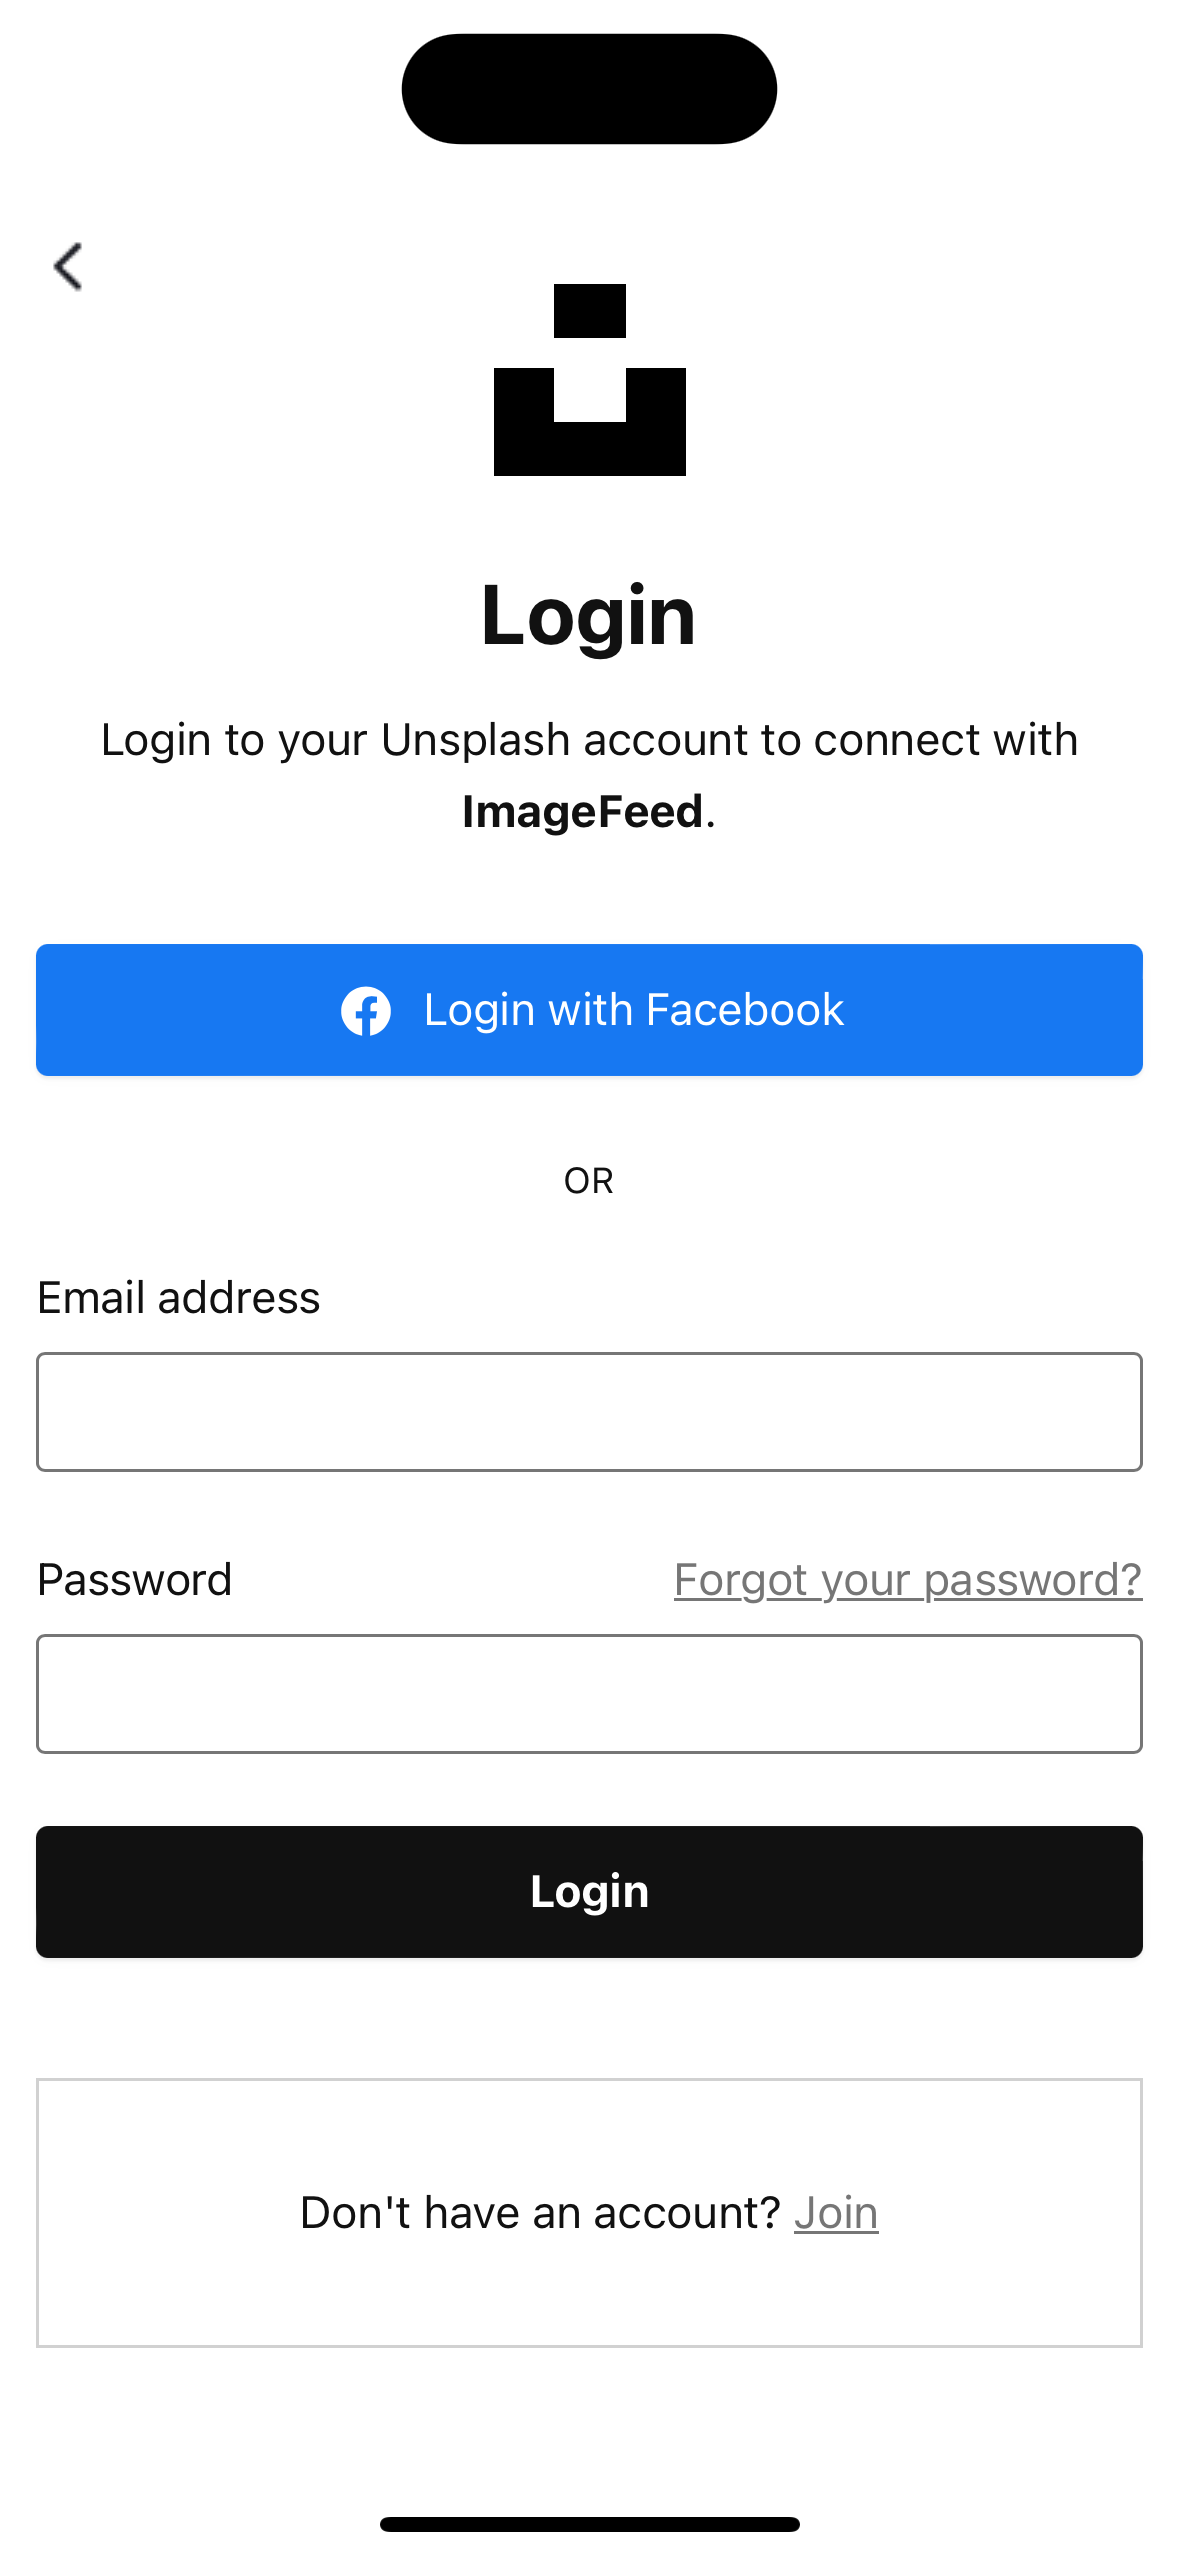 Login
Login to your Unsplash account to connect with
ImageFeed.
Login with Facebook
OR
Email address
Password Forgot your password?
Login
Don't have an account? Join